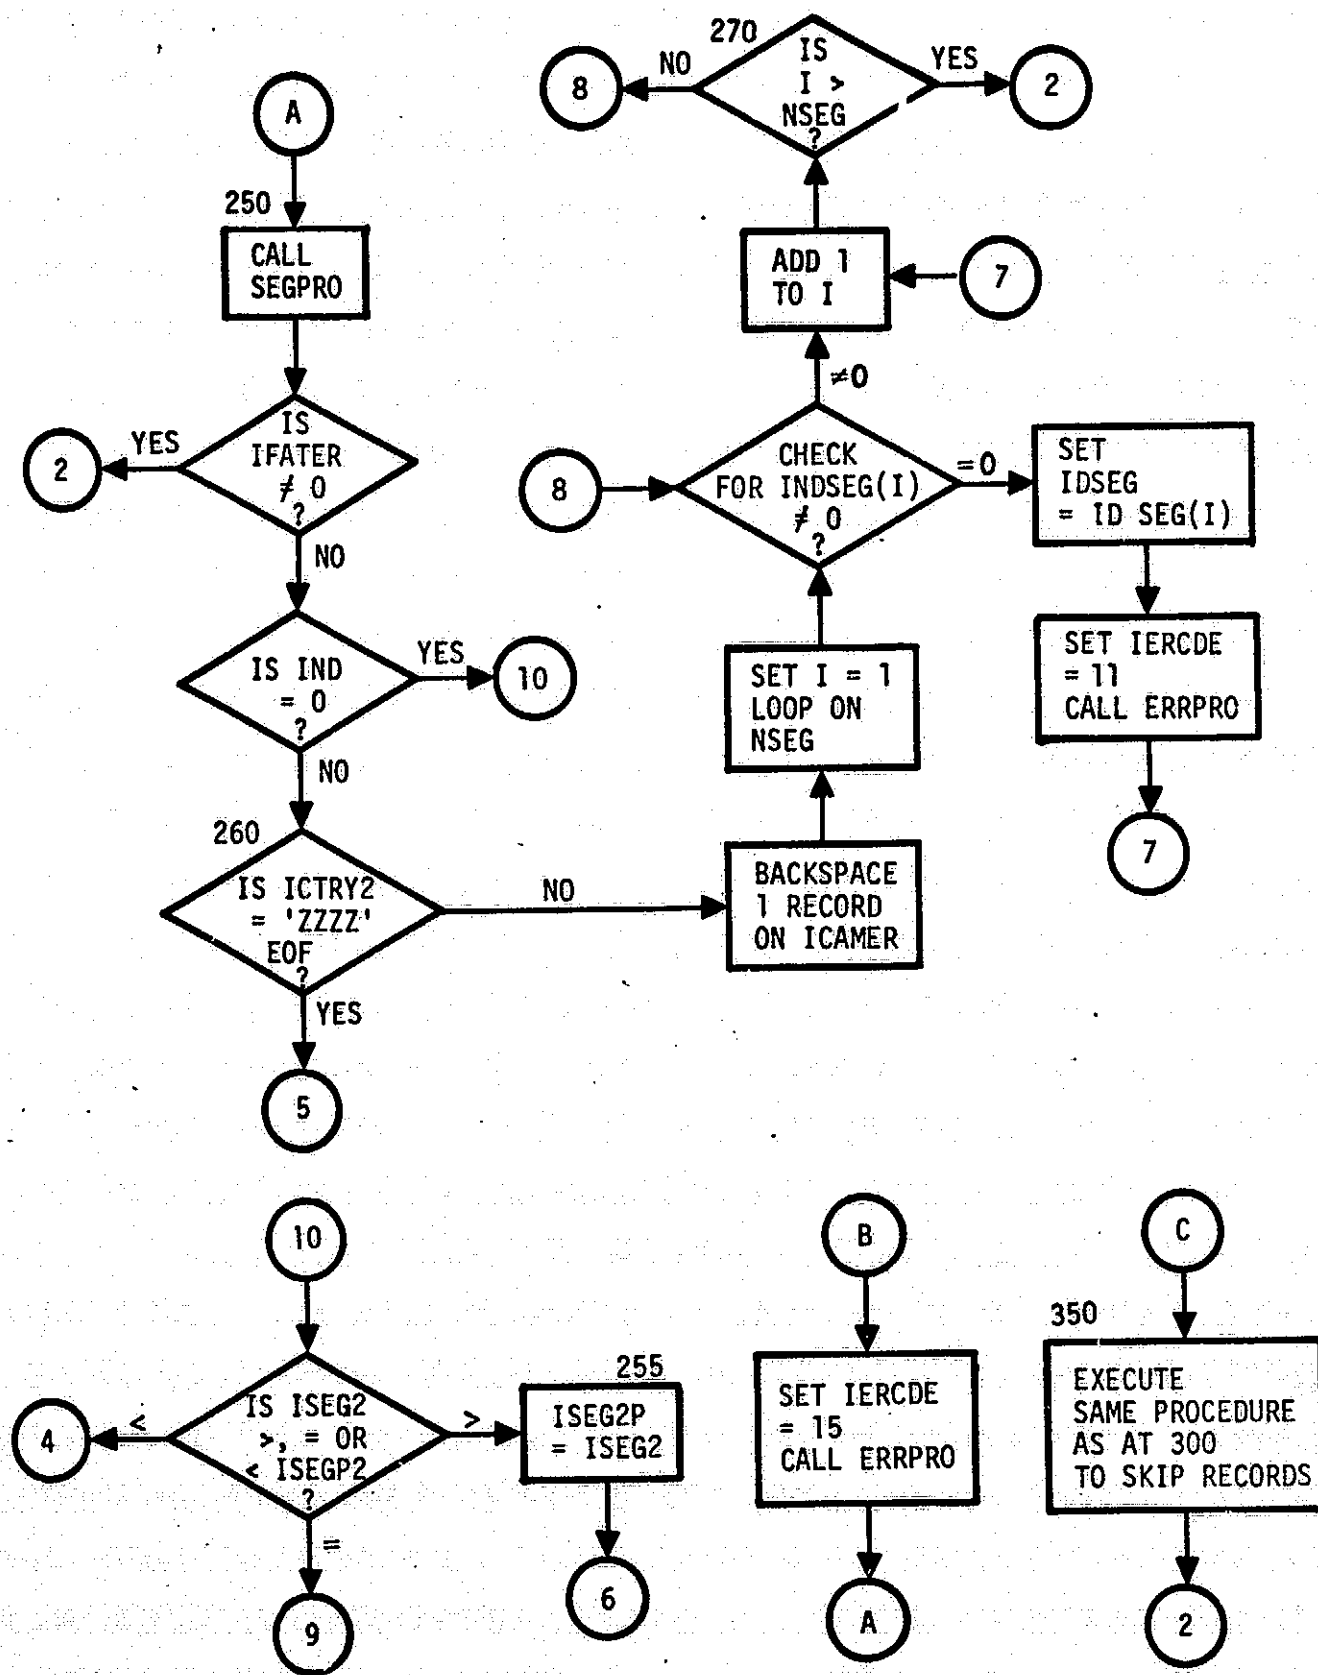 A
250
CALL
SEGPRO
IS
IFATER
≠ 0
?
YES
2
NO
IS IND
= 0
?
YES
10
NO
260
IS ICTRY2
= 'ZZZZ'
EOF
?
NO
YES
5
270
IS
I >
NSEG
?
NO
8
YES
2
ADD 1
TO I
7
≠0
8
CHECK
FOR INDSEG(I)
≠ 0
?
=0
SET
IDSEG
= ID SEG(I)
SET IERCDE
= 11
CALL ERRPRO
7
SET I = 1
LOOP ON
NSEG
BACKSPACE
1 RECORD
ON ICAMER
10
IS ISEG2
>, = OR
< ISEGP2
?
<
4
>
255
ISEG2P
= ISEG2
6
=
9
B
SET IERCDE
= 15
CALL ERRPRO
A
C
350
EXECUTE
SAME PROCEDURE
AS AT 300
TO SKIP RECORDS
2